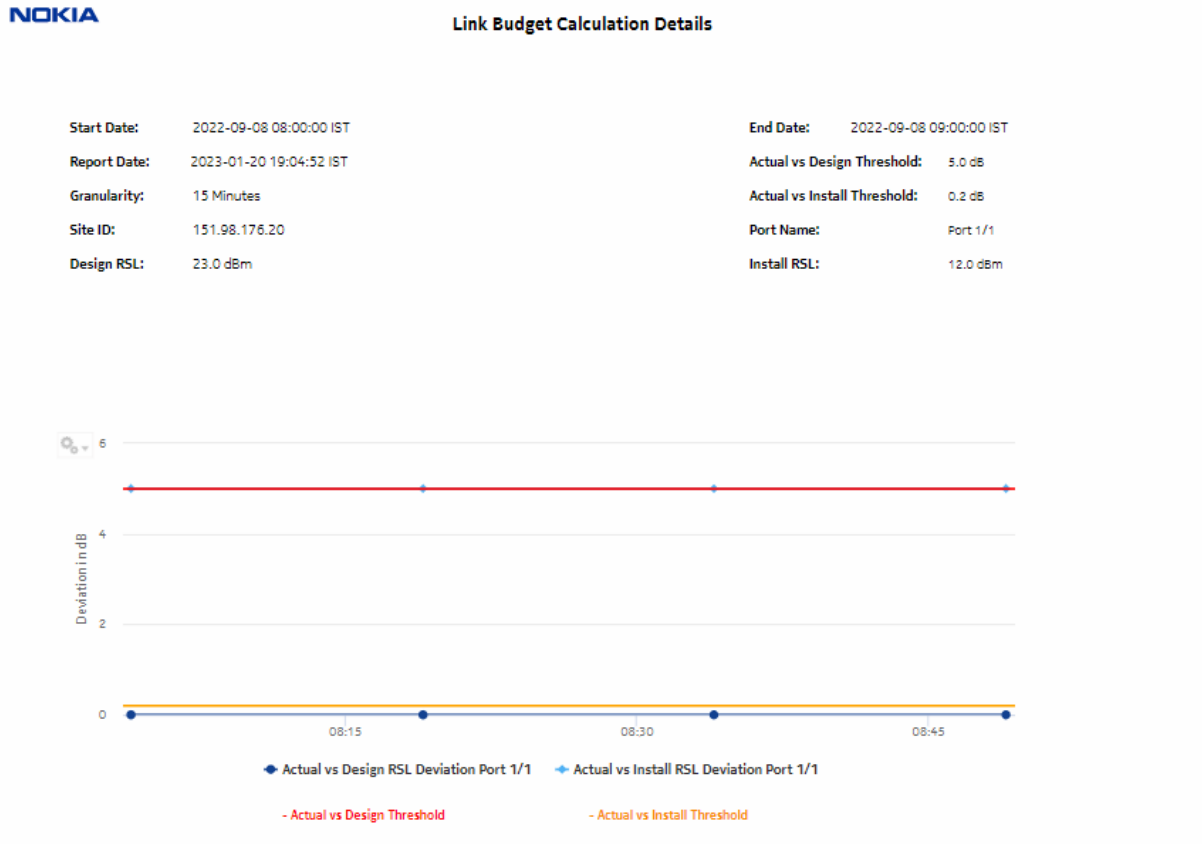 NOKIA
Link Budget Calculation Details
Start Date: 2022-09-08 08:00:00 IST End Date: 2022-09-08 09:00:00 IST
Report Date: 2023-01-20 19:04:52 IST Actual vs Design Threshold: 5.0 dB
Granularity: 15 Minutes Actual vs Install Threshold: 0.2 dB
Site ID: 151.98.176.20 Port Name: Port 1/1
Design RSL: 23.0 dBm Install RSL: 12.0 dBm
6
4
Deviation in dB
2
0
08:15 08:30 08:45
Actual vs Design RSL Deviation Port 1/1 Actual vs Install RSL Deviation Port 1/1
- Actual vs Design Threshold - Actual vs Install Threshold